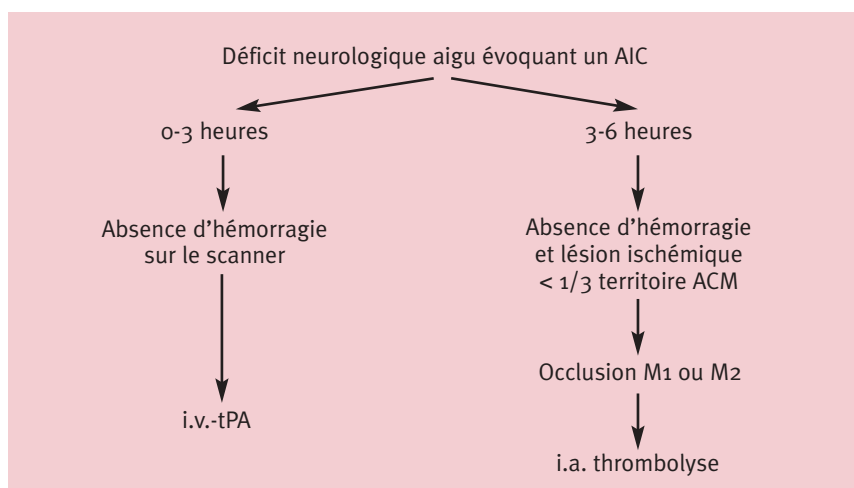 Déficit neurologique aigu évoquant un AIC
0-3 heures
Absence d'hémorragie
sur le scanner
i.v.-tPA
3-6 heures
Absence d'hémorragie
et lésion ischémique
< 1/3 territoire ACM
Occlusion M1 ou M2
i.a. thrombolyse